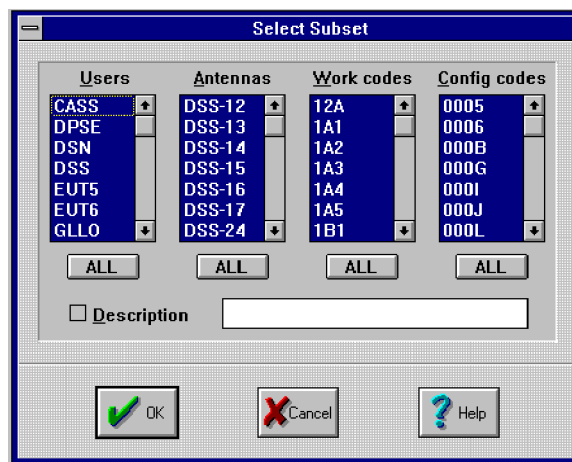 Select Subset
Users Antennas Work codes Config codes
CASS DSS-12 12A 0005
DPSE DSS-13 1A1 0006
DSN DSS-14 1A2 000B
DSS DSS-15 1A3 000G
EUT5 DSS-16 1A4 000I
EUT6 DSS-17 1A5 000J
GLLO DSS-24 1B1 000L
ALL ALL ALL ALL
Description
OK Cancel Help